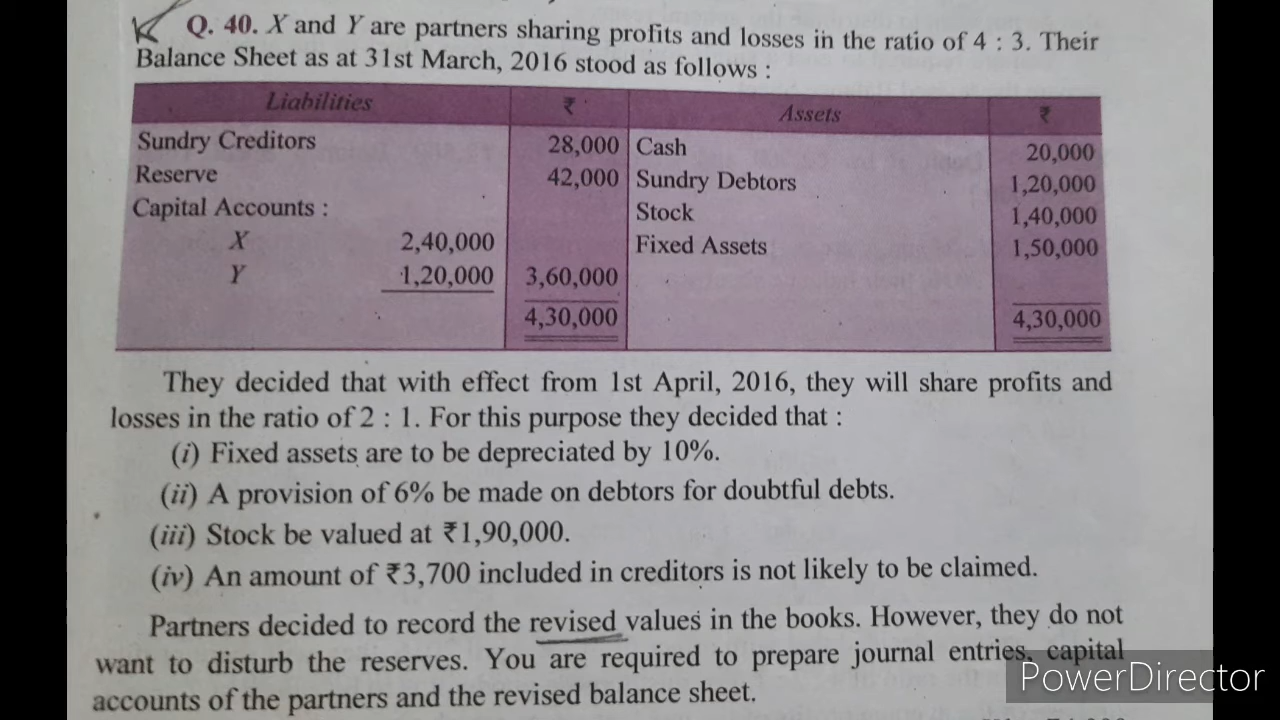 Q. 40. X and Y are partners sharing profits and losses in the ratio of 4 : 3. Their
Balance Sheet as at 31st March, 2016 stood as follows :
Liabilities ₹ Assets ₹
Sundry Creditors 28,000 Cash 20,000
Reserve 42,000 Sundry Debtors 1,20,000
Capital Accounts : Stock 1,40,000
X 2,40,000 Fixed Assets 1,50,000
Y 1,20,000 3,60,000
4,30,000 4,30,000
They decided that with effect from 1st April, 2016, they will share profits and
losses in the ratio of 2 : 1. For this purpose they decided that :
(i) Fixed assets are to be depreciated by 10%.
(ii) A provision of 6% be made on debtors for doubtful debts.
(iii) Stock be valued at ₹1,90,000.
(iv) An amount of ₹3,700 included in creditors is not likely to be claimed.
Partners decided to record the revised values in the books. However, they do not
want to disturb the reserves. You are required to prepare journal entries, capital
accounts of the partners and the revised balance sheet.
PowerDirector